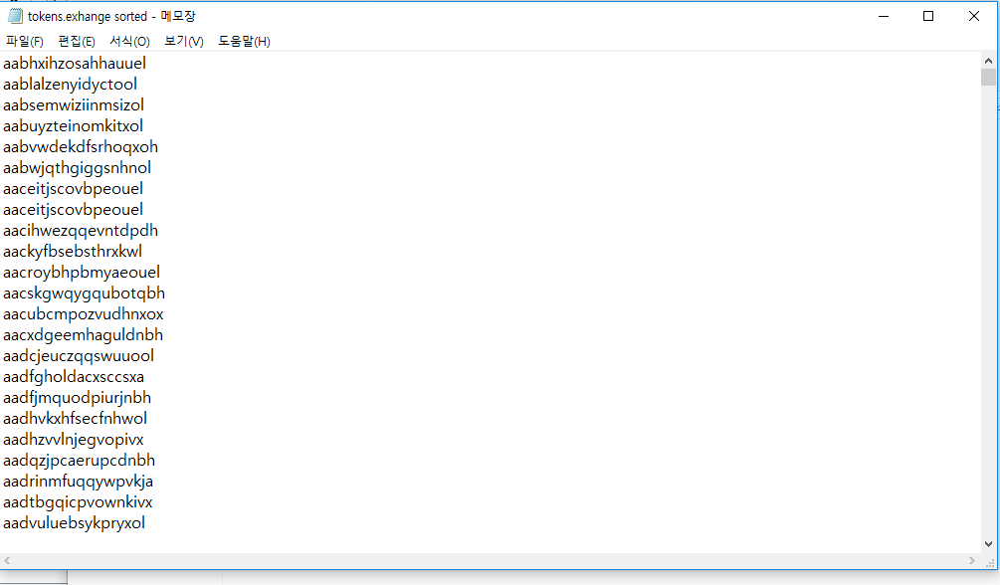 tokens.exhange sorted - 메모장
파일(F) 편집(E) 서식(O) 보기(V) 도움말(H)
aabhxihzosahhauuel
aablalzenyidyctool
aabsemwiziinmsizol
aabuyzteinomkitxol
aabvwdekdfsrhoqxoh
aabwjqthgiggsnhnol
aaceitjscovbpeouel
aaceitjscovbpeouel
aacihwezqqevntdpdh
aackyfbsebsthrxkwl
aacroybhpbmyaeouel
aacskgwqygqubotqbh
aacubcmpozvudhnxox
aacxdgeemhaguldnbh
aadcjeuczqqswuuool
aadfgholdacxsccsxa
aadfjmquodpiurjnbh
aadhvkxhfsecfnhwol
aadhzvvlnjegvopivx
aadqzjpcaerupcdnbh
aadrinmfuqqywpvkja
aadtbgqicpvownkivx
aadvuluebsykpryxol